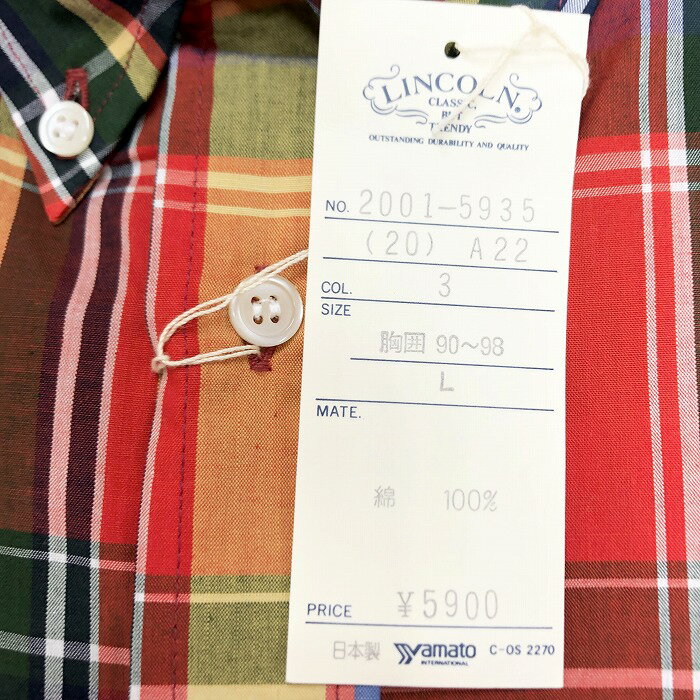 LINCOLN®
CLASSIC
BUT
TRENDY
OUTSTANDING DURABILITY AND QUALITY
NO. 2001-5935
(20) A22
COL. 3
SIZE
胸囲 90〜98
L
MATE.
綿 100%
PRICE ¥5900
日本製 Yamato INTERNATIONAL C-OS 2270